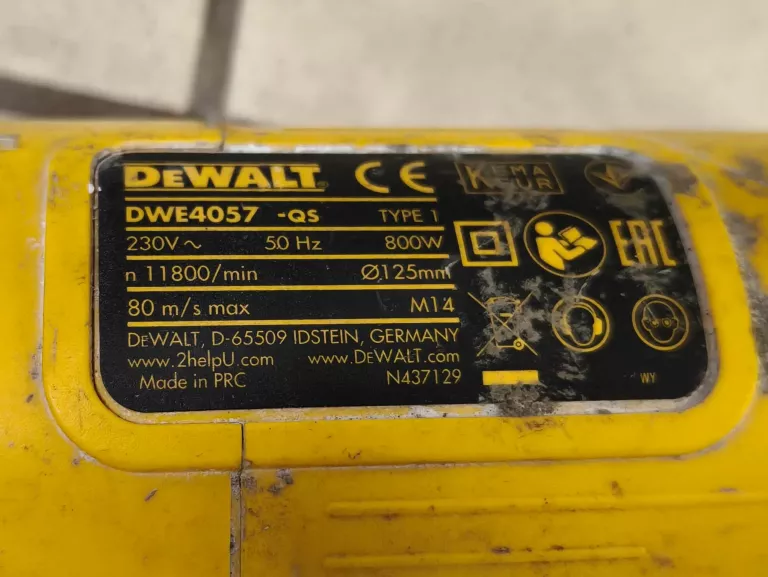 DEWALT CE KEMA EUR
DWE4057 -QS TYPE 1
230V ~ 50 Hz 800W
n 11800/min Ø125mm
80 m/s max M14
DEWALT, D-65509 IDSTEIN, GERMANY
www.2helpU.com www.DEWALT.com
Made in PRC N437129
EAC
WY